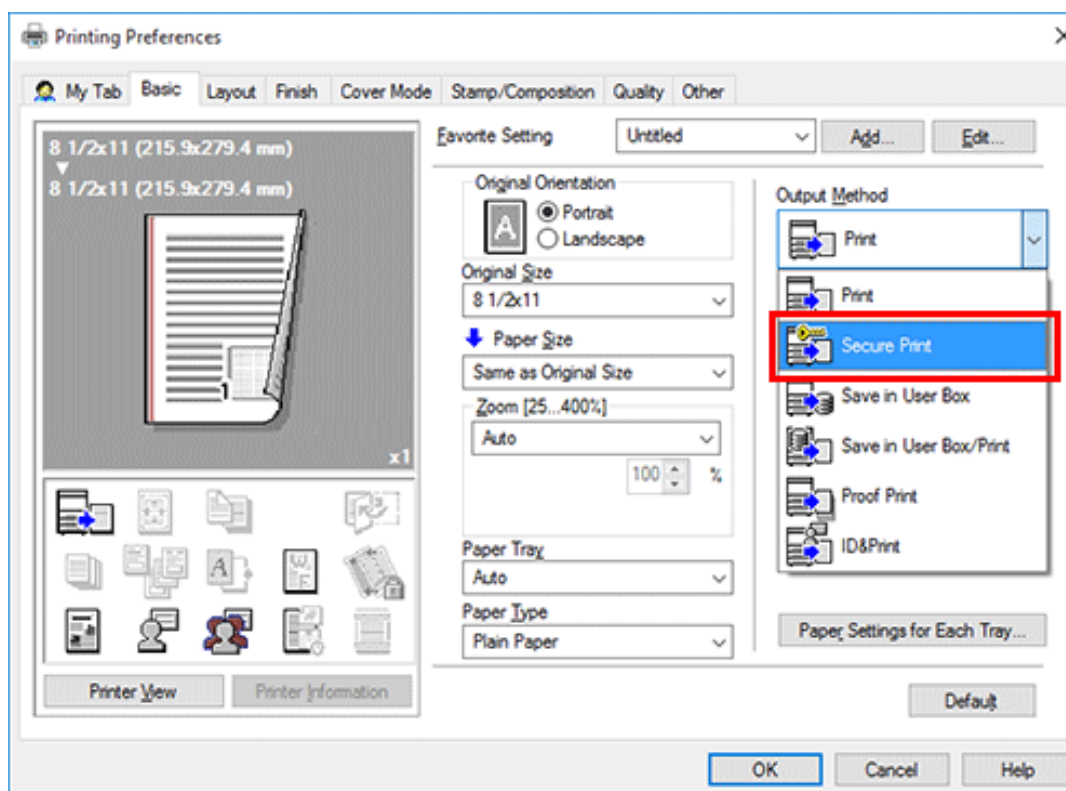 Printing Preferences
My Tab Basic Layout Finish Cover Mode Stamp/Composition Quality Other
8 1/2x11 (215.9x279.4 mm)
8 1/2x11 (215.9x279.4 mm)
1
x1
Printer View Printer Information
Favorite Setting Untitled Add... Edit...
Original Orientation
A
Portrait
Landscape
Original Size
8 1/2x11
Paper Size
Same as Original Size
Zoom [25...400%]
Auto
100 %
Paper Tray
Auto
Paper Type
Plain Paper
Output Method
Print
Print
Secure Print
Save in User Box
Save in User Box/Print
Proof Print
ID&Print
Paper Settings for Each Tray...
Default
OK Cancel Help